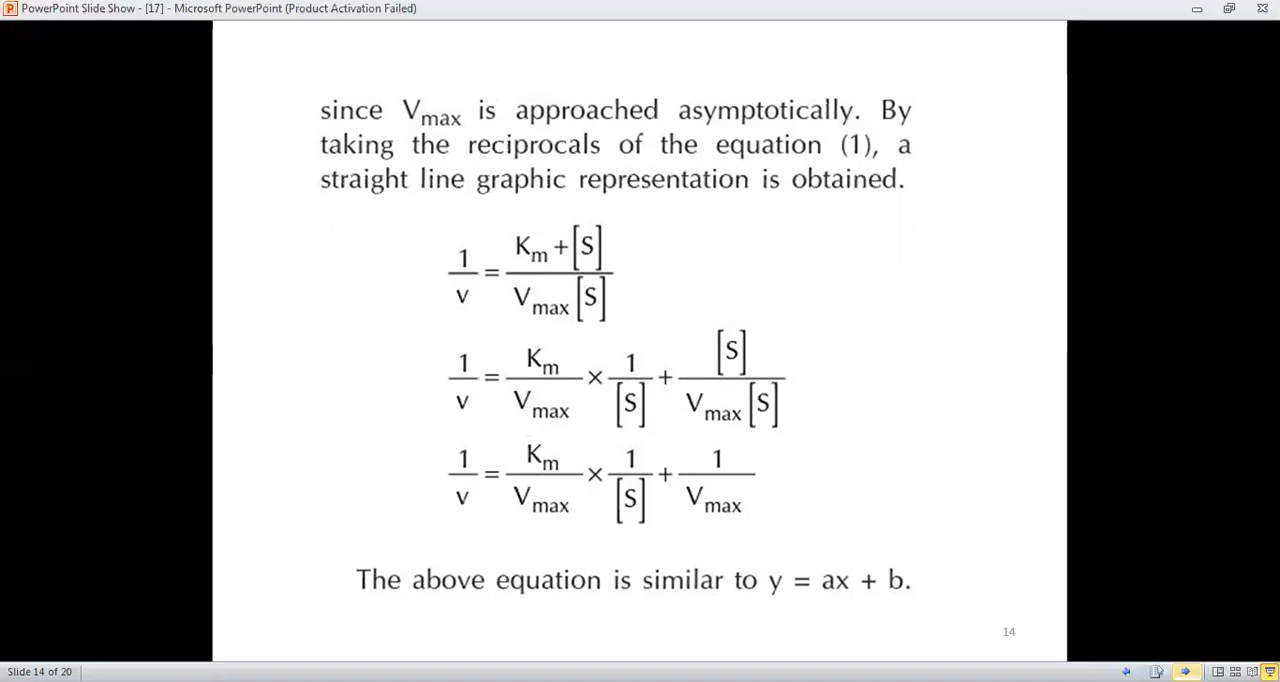 PowerPoint Slide Show - [17] - Microsoft PowerPoint (Product Activation Failed)
since Vmax is approached asymptotically. By
taking the reciprocals of the equation (1), a
straight line graphic representation is obtained.
1/v = Km + [S] / Vmax [S]
1/v = Km/Vmax × 1/[S] + [S]/Vmax [S]
1/v = Km/Vmax × 1/[S] + 1/Vmax
The above equation is similar to y = ax + b.
14
Slide 14 of 20